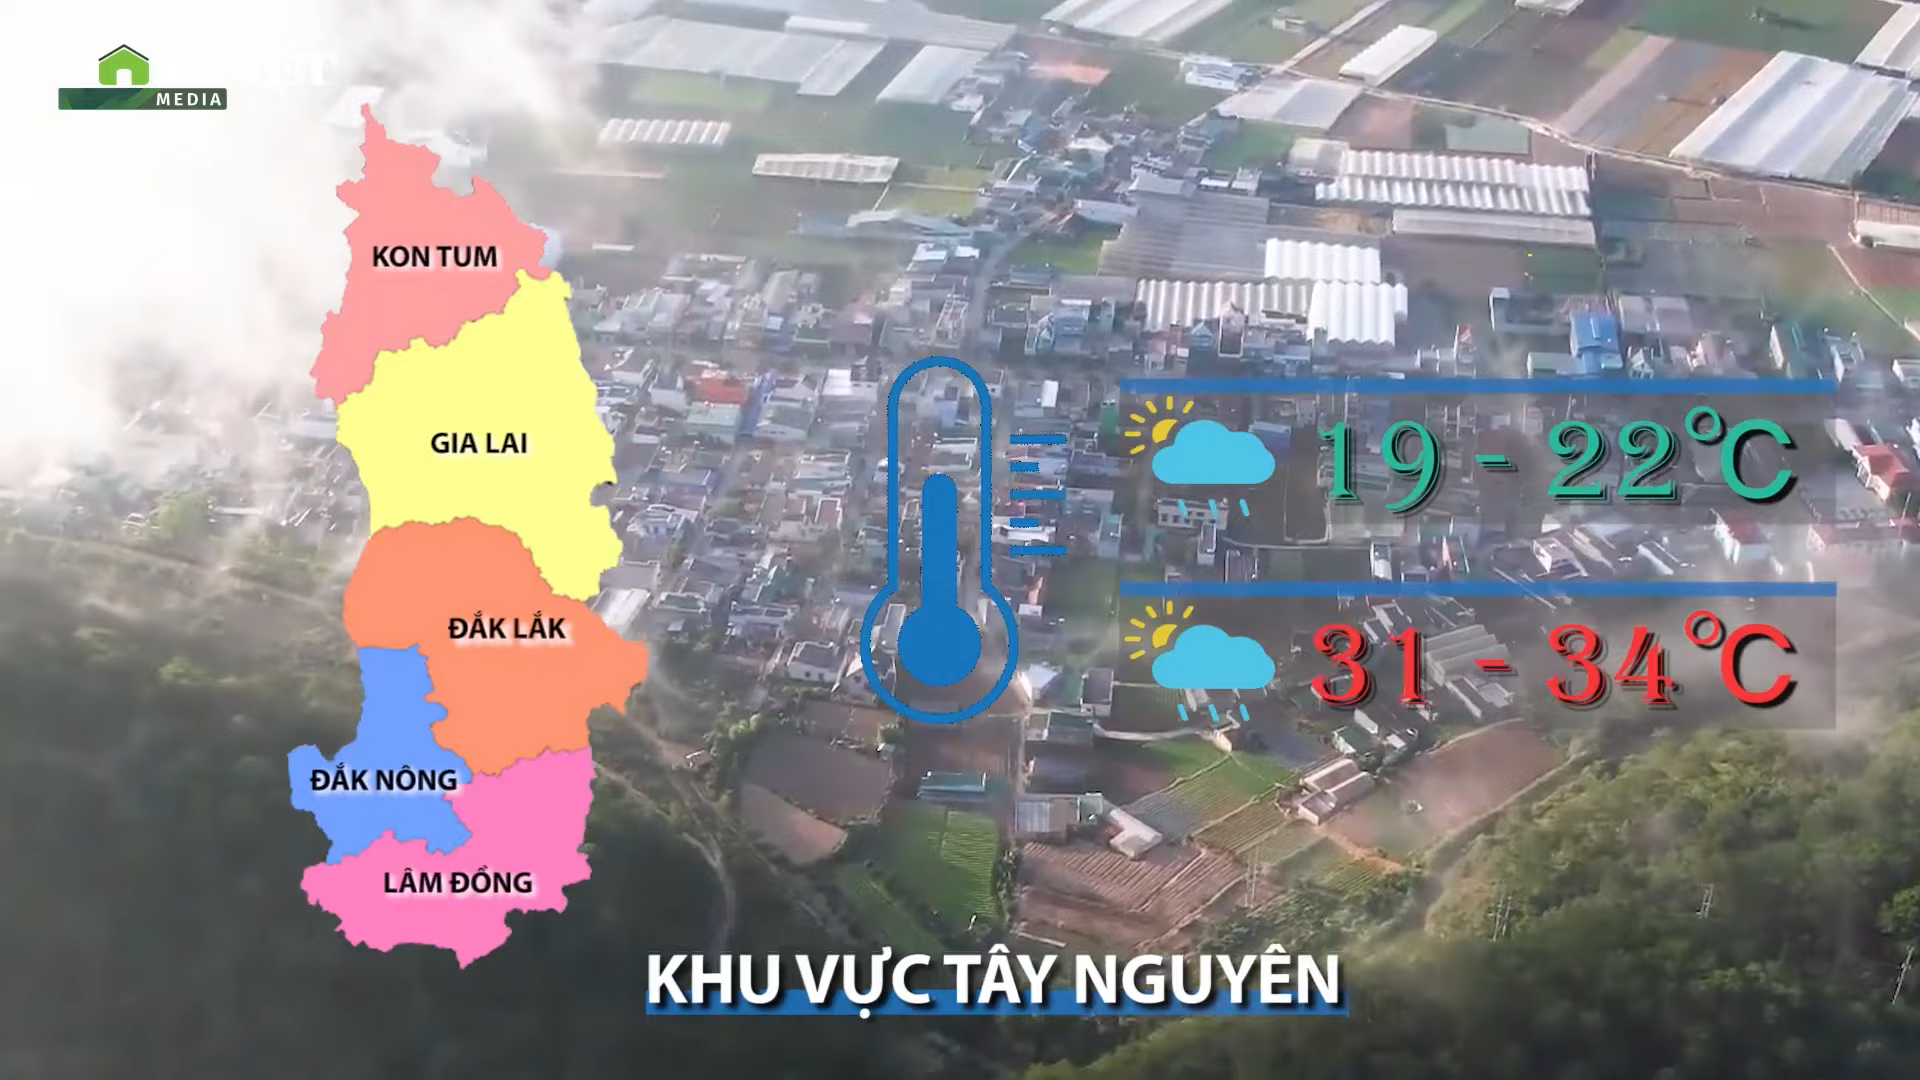 MEDIA
KON TUM
GIA LAI
ĐẮK LẮK
ĐẮK NÔNG
LÂM ĐỒNG
19 - 22°C
31 - 34°C
KHU VỰC TÂY NGUYÊN